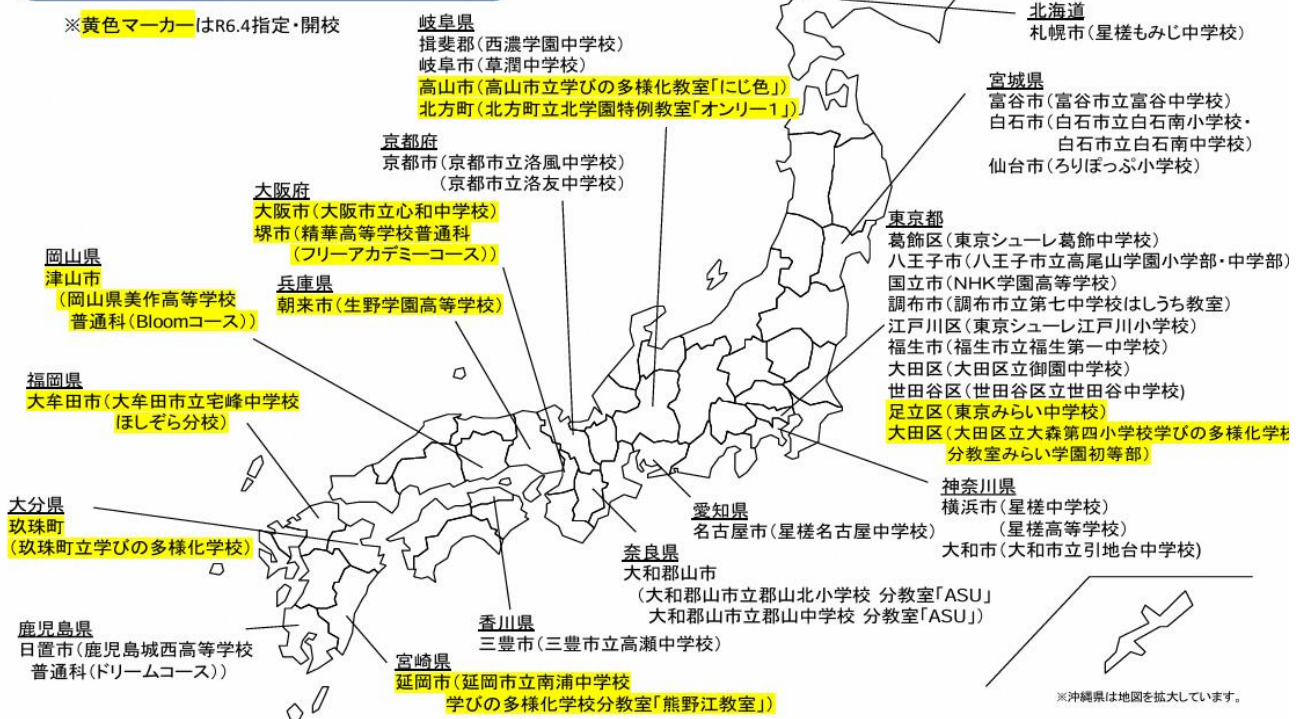 ※黄色マーカーはR6.4指定・開校
岐阜県
揖斐郡(西濃学園中学校)
岐阜市(草潤中学校)
高山市(高山市立学びの多様化教室「にじ色」)
北方町(北方町立北学園特例教室「オンリー1」)
京都府
京都市(京都市立洛風中学校)
(京都市立洛友中学校)
大阪府
大阪市(大阪市立心和中学校)
堺市(精華高等学校普通科
(フリーアカデミーコース))
兵庫県
朝来市(生野学園高等学校)
岡山県
津山市
(岡山県美作高等学校
普通科(Bloomコース))
福岡県
大牟田市(大牟田市立宅峰中学校
ほしぞら分校)
大分県
玖珠町
(玖珠町立学びの多様化学校)
鹿児島県
日置市(鹿児島城西高等学校
普通科(ドリームコース))
宮崎県
延岡市(延岡市立南浦中学校
学びの多様化学校分教室「熊野江教室」)
香川県
三豊市(三豊市立高瀬中学校)
奈良県
大和郡山市
(大和郡山市立郡山北小学校 分教室「ASU」
大和郡山市立郡山中学校 分教室「ASU」)
愛知県
名古屋市(星槎名古屋中学校)
北海道
札幌市(星槎もみじ中学校)
宮城県
富谷市(富谷市立富谷中学校)
白石市(白石市立白石南小学校・
白石市立白石南中学校)
仙台市(ろりぽっぷ小学校)
東京都
葛飾区(東京シューレ葛飾中学校)
八王子市(八王子市立高尾山学園小学部・中学部)
国立市(NHK学園高等学校)
調布市(調布市立第七中学校はしうち教室)
江戸川区(東京シューレ江戸川小学校)
福生市(福生市立福生第一中学校)
大田区(大田区立御園中学校)
世田谷区(世田谷区立世田谷中学校)
足立区(東京みらい中学校)
大田区(大田区立大森第四小学校学びの多様化学校
分教室みらい学園初等部)
神奈川県
横浜市(星槎中学校)
(星槎高等学校)
大和市(大和市立引地台中学校)
※沖縄県は地図を拡大しています。